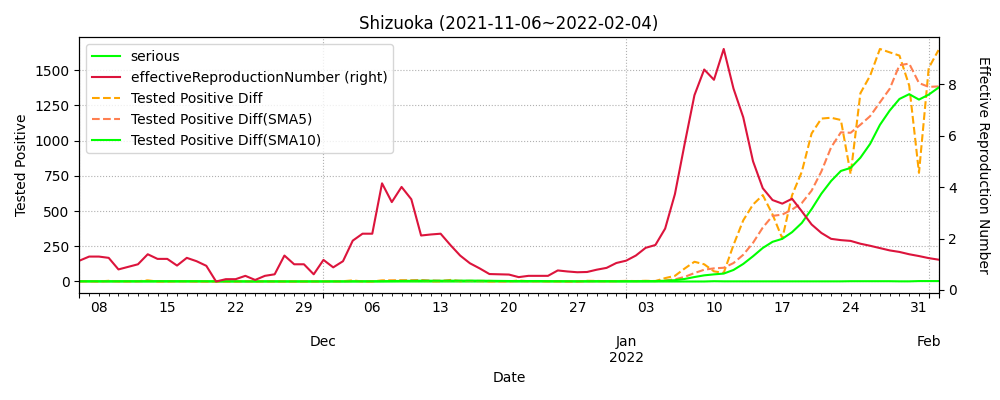 Shizuoka (2021-11-06~2022-02-04)
serious
effectiveReproductionNumber (right)
Tested Positive Diff
Tested Positive Diff(SMA5)
Tested Positive Diff(SMA10)
Tested Positive
1500
1250
1000
750
500
250
0
8
6
4
2
0
Effective Reproduction Number
08 15 22 29 06 13 20 27 03 10 17 24 31
Dec Jan Feb
2022
Date